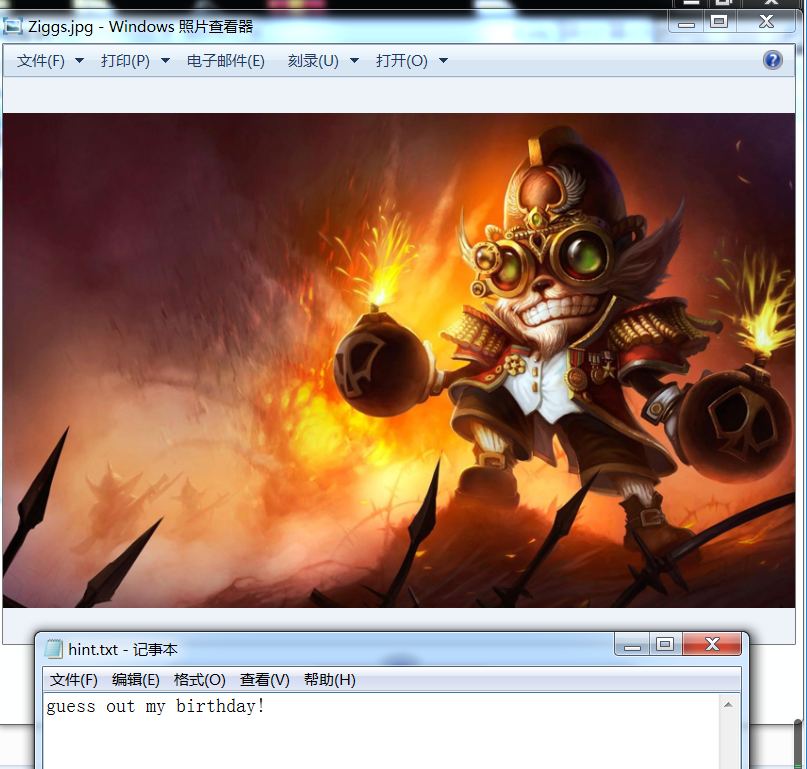 Ziggs.jpg - Windows 照片查看器
文件(F) 打印(P) 电子邮件(E) 刻录(U) 打开(O)
hint.txt - 记事本
文件(F) 编辑(E) 格式(O) 查看(V) 帮助(H)
guess out my birthday!